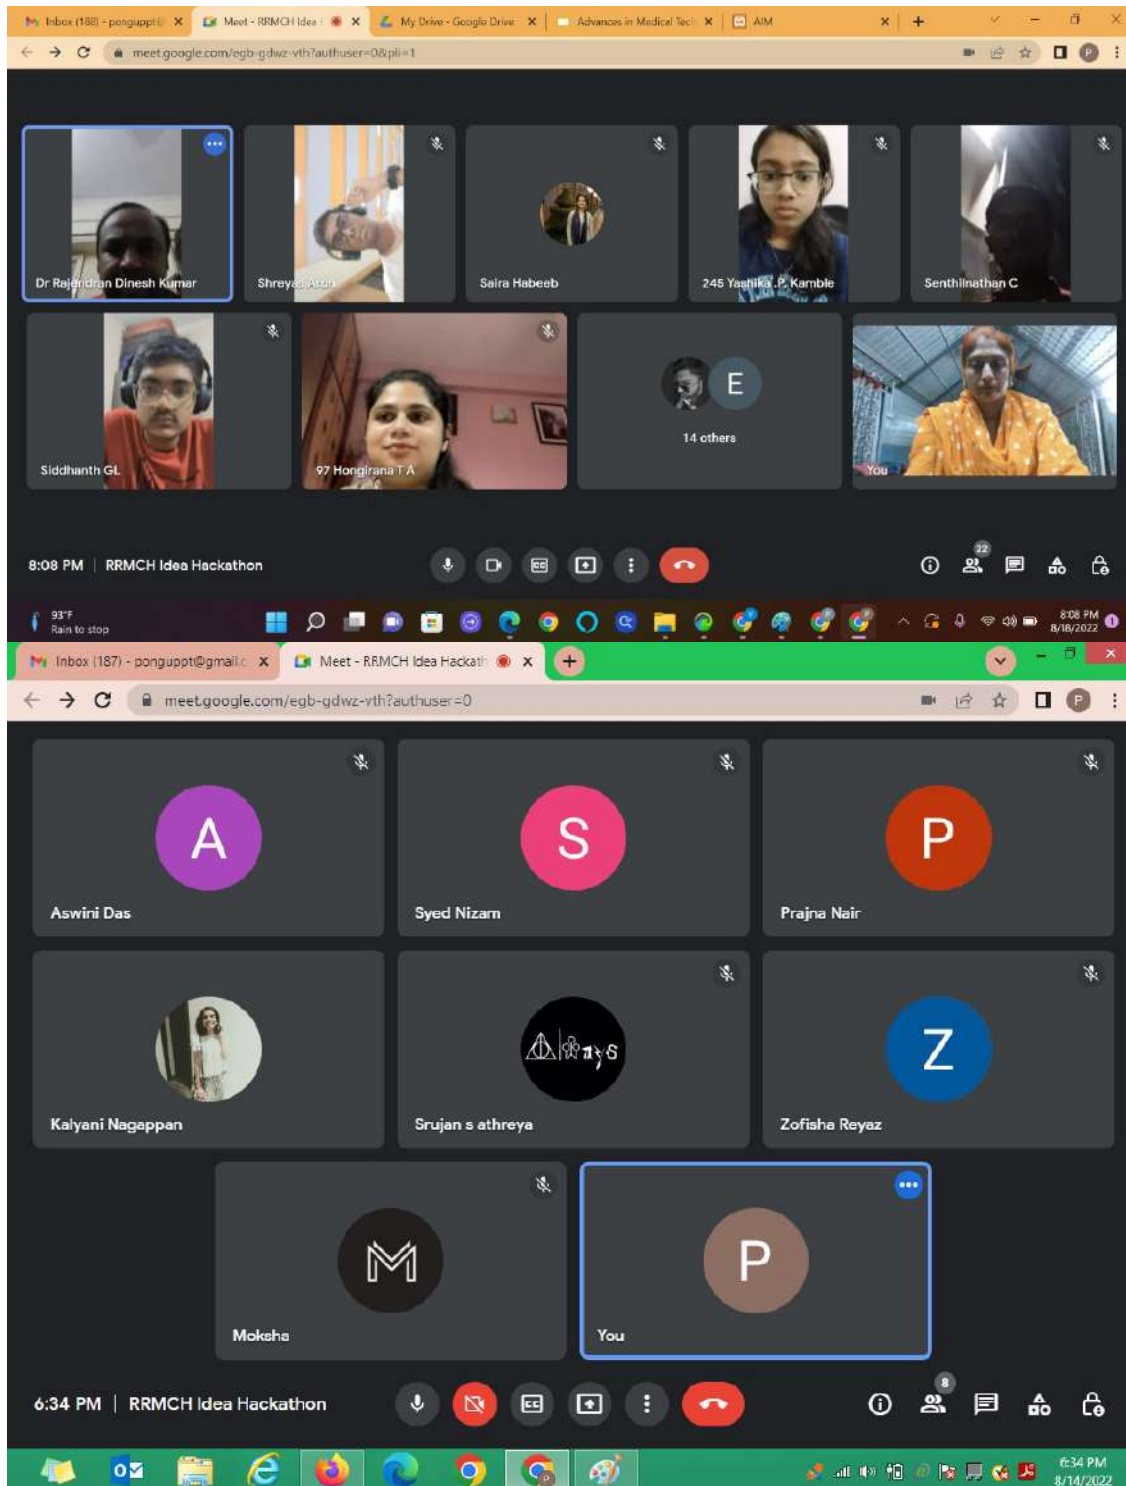 Inbox (188) - ponguppt@
Meet - RRMCH Idea
My Drive - Google Drive
Advances in Medical Tech
AIM
meet.google.com/egb-gdwz-vth?authuser=0&pli=1
P
Dr Rajendran Dinesh Kumar
Shreyas Arun
Saira Habeeb
245 Yashika .P. Kamble
Senthilnathan C
Siddhanth GL
97 Hongirana T A
E
14 others
You
8:08 PM | RRMCH Idea Hackathon
22
93°F
Rain to stop
8:08 PM
8/18/2022
1
Inbox (187) - ponguppt@gmail.c
Meet - RRMCH Idea Hackath
meet.google.com/egb-gdwz-vth?authuser=0
P
A
S
P
Aswini Das
Syed Nizam
Prajna Nair
Always
Z
Kalyani Nagappan
Srujan s athreya
Zofisha Reyaz
M
P
Moksha
You
6:34 PM | RRMCH Idea Hackathon
8
6:34 PM
8/14/2022